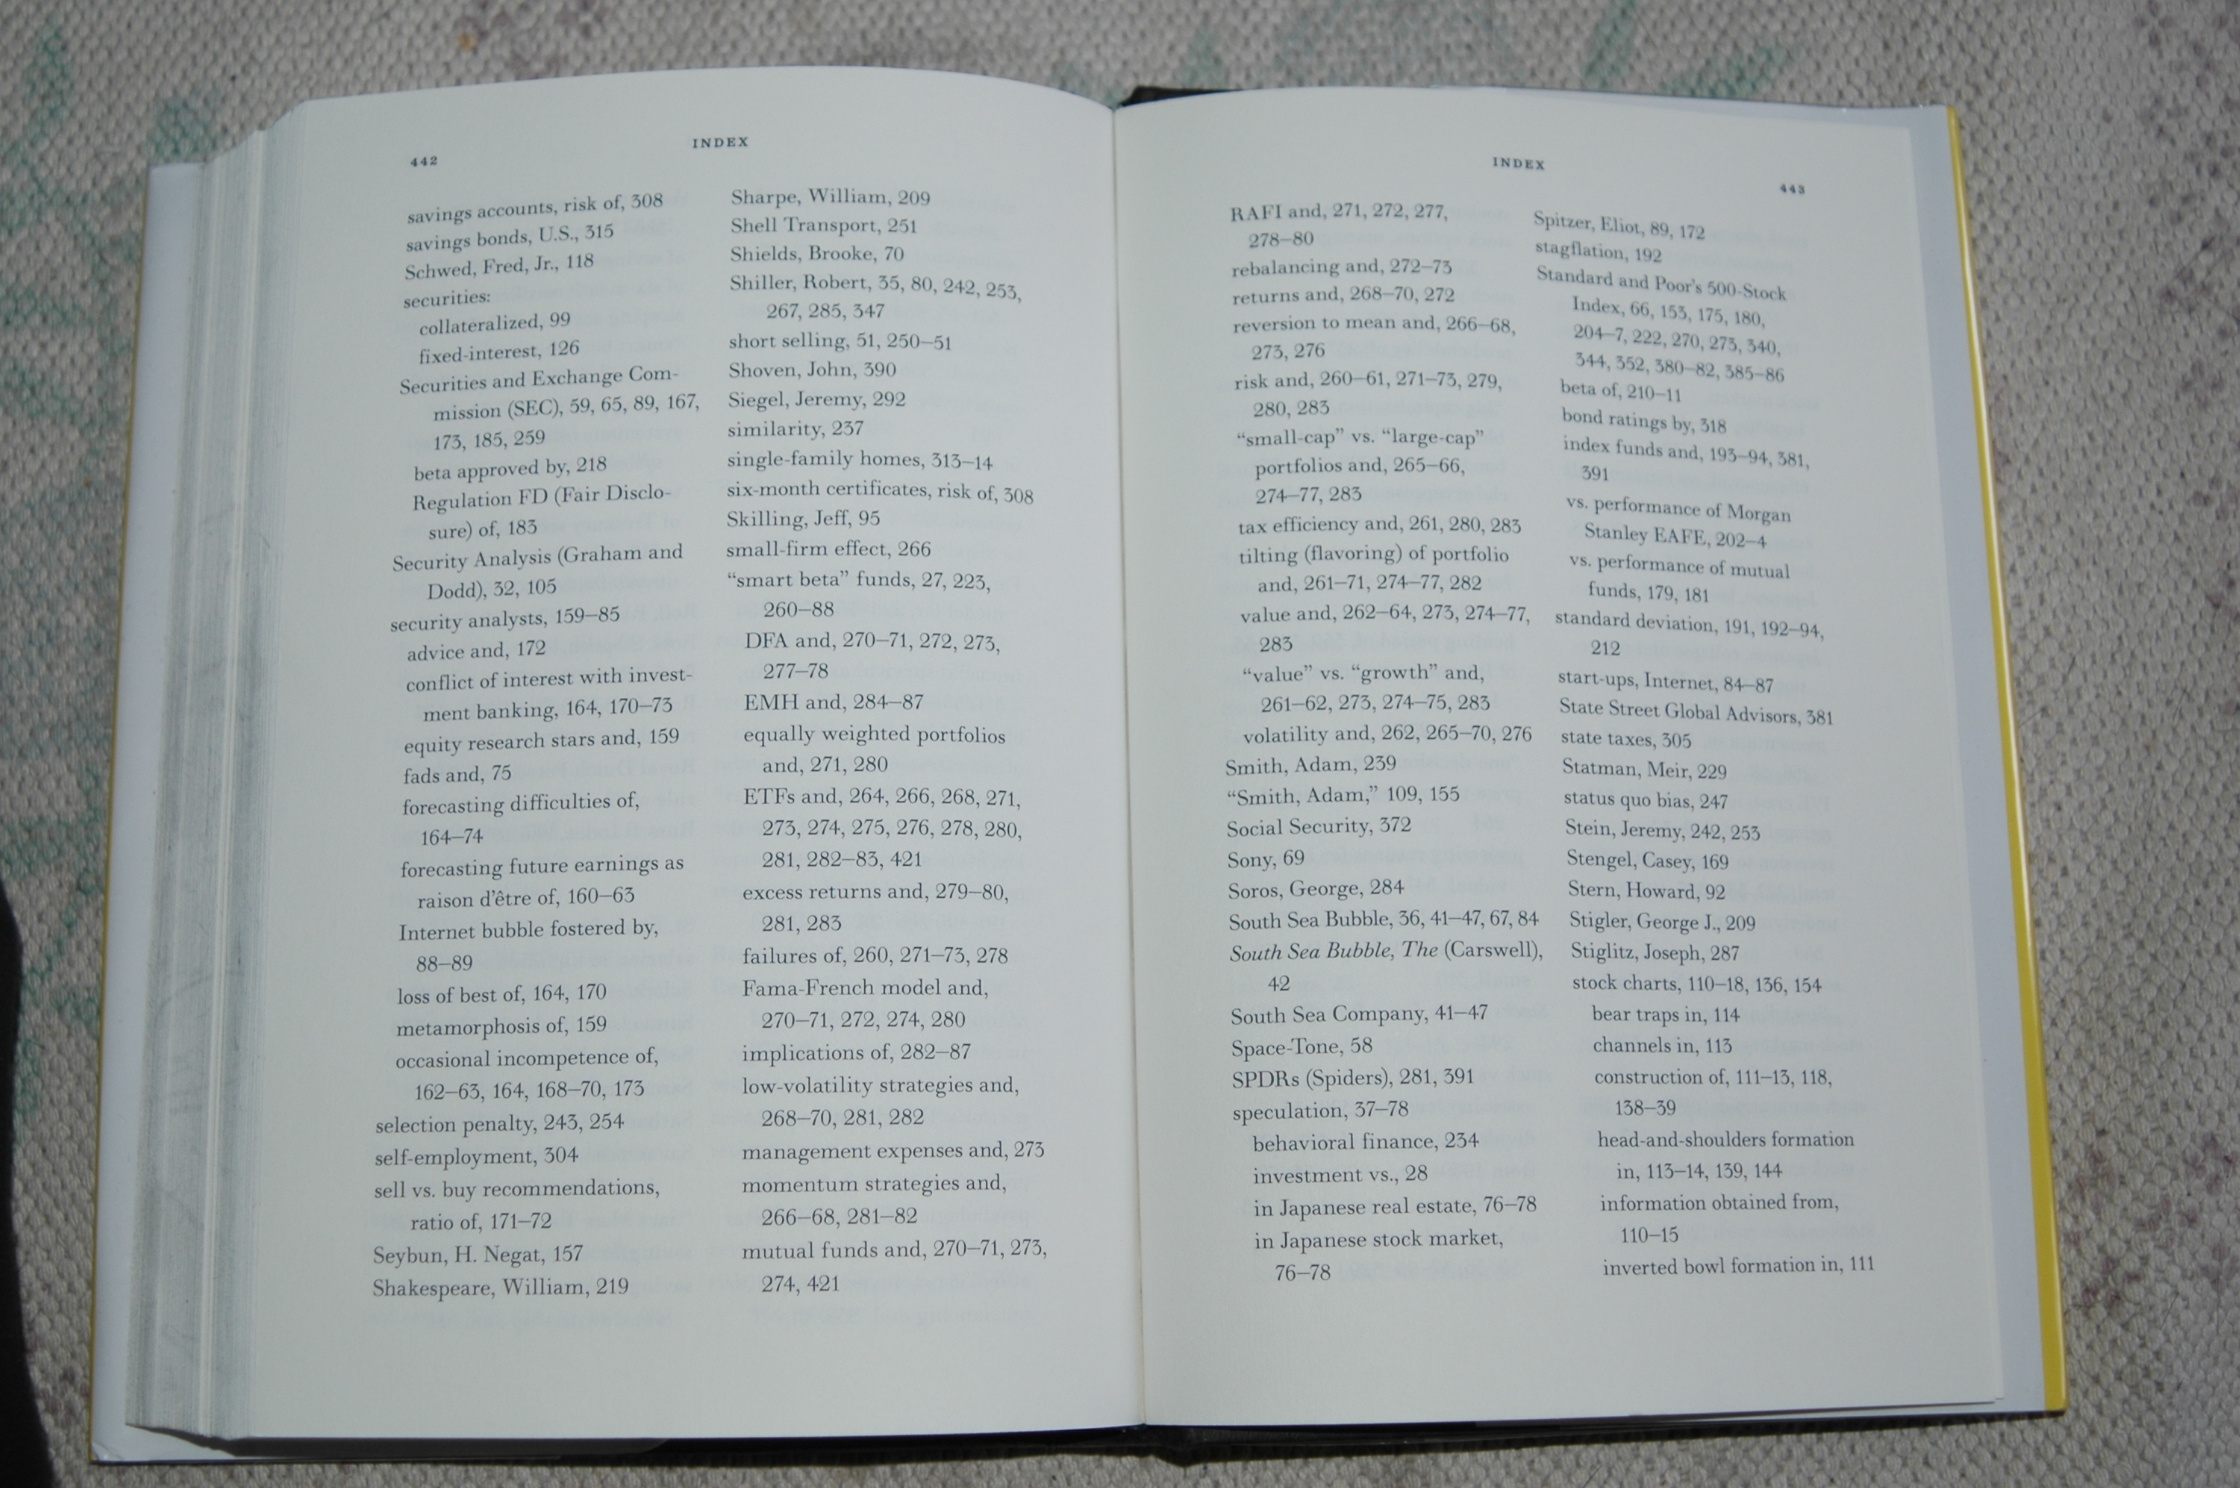 442
INDEX
savings accounts, risk of, 308
savings bonds, U.S., 315
Schwed, Fred, Jr., 118
securities:
collateralized, 99
fixed-interest, 126
Securities and Exchange Com-
mission (SEC), 59, 65, 89, 167,
173, 185, 259
beta approved by, 218
Regulation FD (Fair Disclo-
sure) of, 183
Security Analysis (Graham and
Dodd), 32, 105
security analysts, 159–85
advice and, 172
conflict of interest with invest-
ment banking, 164, 170–73
equity research stars and, 159
fads and, 75
forecasting difficulties of,
164–74
forecasting future earnings as
raison d'être of, 160–63
Internet bubble fostered by,
88–89
loss of best of, 164, 170
metamorphosis of, 159
occasional incompetence of,
162–63, 164, 168–70, 173
selection penalty, 243, 254
self-employment, 304
sell vs. buy recommendations,
ratio of, 171–72
Seybun, H. Negat, 157
Shakespeare, William, 219
Sharpe, William, 209
Shell Transport, 251
Shields, Brooke, 70
Shiller, Robert, 35, 80, 242, 253,
267, 285, 347
short selling, 51, 250–51
Shoven, John, 390
Siegel, Jeremy, 292
similarity, 237
single-family homes, 313–14
six-month certificates, risk of, 308
Skilling, Jeff, 95
small-firm effect, 266
“smart beta” funds, 27, 223,
260–88
DFA and, 270–71, 272, 273,
277–78
EMH and, 284–87
equally weighted portfolios
and, 271, 280
ETFs and, 264, 266, 268, 271,
273, 274, 275, 276, 278, 280,
281, 282–83, 421
excess returns and, 279–80,
281, 283
failures of, 260, 271–73, 278
Fama-French model and,
270–71, 272, 274, 280
implications of, 282–87
low-volatility strategies and,
268–70, 281, 282
management expenses and, 273
momentum strategies and,
266–68, 281–82
mutual funds and, 270–71, 273,
274, 421
INDEX
443
RAFI and, 271, 272, 277,
278–80
rebalancing and, 272–73
returns and, 268–70, 272
reversion to mean and, 266–68,
273, 276
risk and, 260–61, 271–73, 279,
280, 283
“small-cap” vs. “large-cap”
portfolios and, 265–66,
274–77, 283
tax efficiency and, 261, 280, 283
tilting (flavoring) of portfolio
and, 261–71, 274–77, 282
value and, 262–64, 273, 274–77,
283
“value” vs. “growth” and,
261–62, 273, 274–75, 283
volatility and, 262, 265–70, 276
Smith, Adam, 239
“Smith, Adam,” 109, 155
Social Security, 372
Sony, 69
Soros, George, 284
South Sea Bubble, 36, 41–47, 67, 84
South Sea Bubble, The (Carswell),
42
South Sea Company, 41–47
Space-Tone, 58
SPDRs (Spiders), 281, 391
speculation, 37–78
behavioral finance, 234
investment vs., 28
in Japanese real estate, 76–78
in Japanese stock market,
76–78
Spitzer, Eliot, 89, 172
stagflation, 192
Standard and Poor's 500-Stock
Index, 66, 153, 175, 180,
204–7, 222, 270, 273, 340,
344, 352, 380–82, 385–86
beta of, 210–11
bond ratings by, 318
index funds and, 193–94, 381,
391
vs. performance of Morgan
Stanley EAFE, 202–4
vs. performance of mutual
funds, 179, 181
standard deviation, 191, 192–94,
212
start-ups, Internet, 84–87
State Street Global Advisors, 381
state taxes, 305
Statman, Meir, 229
status quo bias, 247
Stein, Jeremy, 242, 253
Stengel, Casey, 169
Stern, Howard, 92
Stigler, George J., 209
Stiglitz, Joseph, 287
stock charts, 110–18, 136, 154
bear traps in, 114
channels in, 113
construction of, 111–13, 118,
138–39
head-and-shoulders formation
in, 113–14, 139, 144
information obtained from,
110–15
inverted bowl formation in, 111